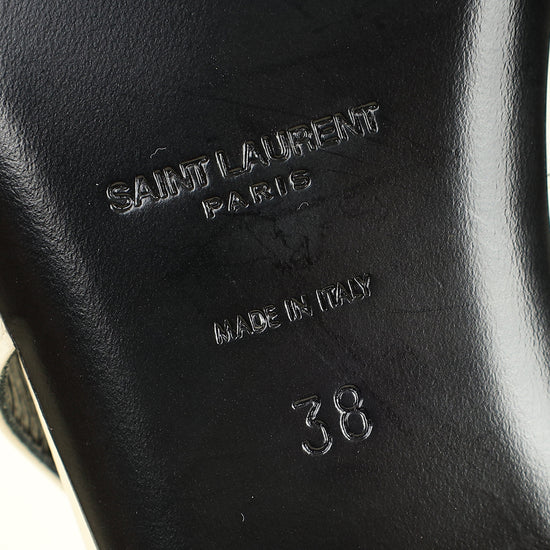 SAINT LAURENT
PARIS
MADE IN ITALY
38